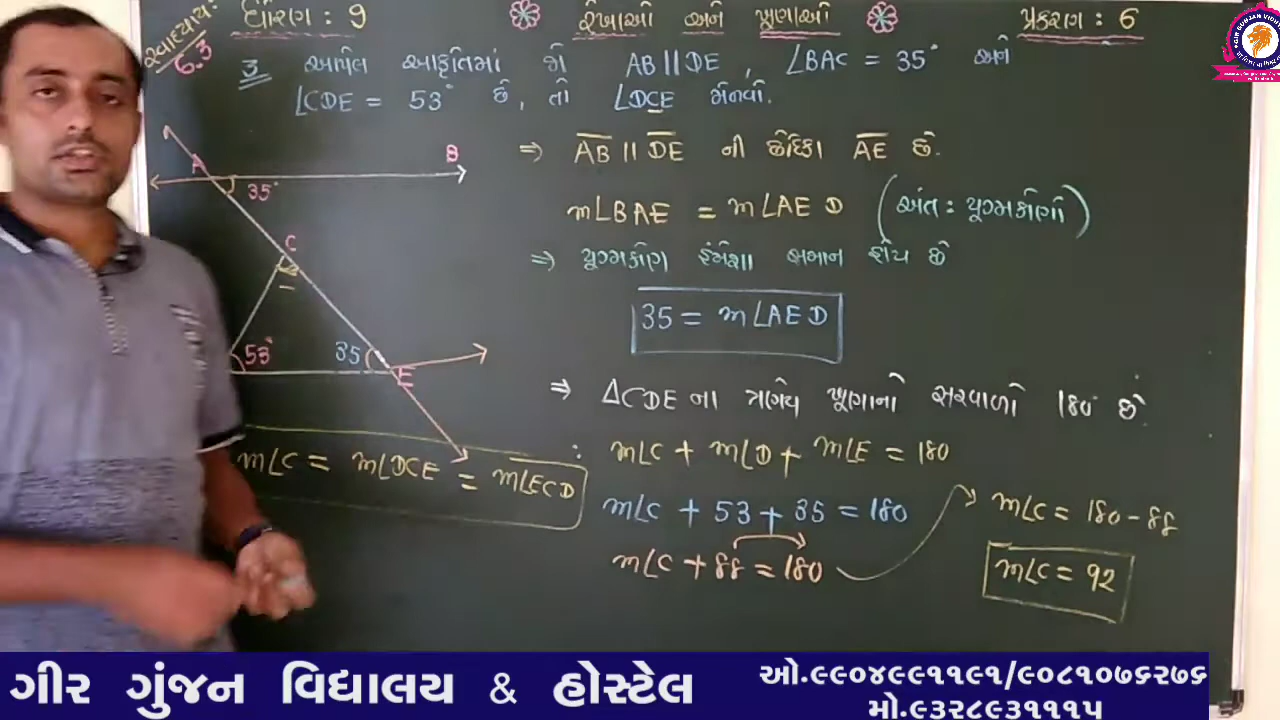 સ્વાધ્યાય: 6.3
ધોરણ : 9 રેખાઓ અને ખૂણાઓ પ્રકરણ : 6
3 આપેલ આકૃતિમાં જો AB || DE , ∠BAC = 35° અને
∠CDE = 53° છે, તો ∠DCE મેળવો.
A
B
35°
C
53°
35
E
⇒ AB || DE ની છેદિકા AE છે.
m∠BAE = m∠AED (અંત: યુગ્મકોણો)
⇒ યુગ્મકોણ હંમેશા સમાન હોય છે
35 = m∠AED
⇒ ΔCDE ના ત્રણેય ખૂણાનો સરવાળો 180° છે.
∴ m∠C + m∠D + m∠E = 180
m∠C + 53 + 35 = 180
m∠C + 88 = 180
m∠C = 180 - 88
m∠C = 92
m∠C = m∠DCE = m∠ECD
ગીર ગુંજન વિદ્યાલય & હોસ્ટેલ
ઓ.૯૯૦૪૯૯૧૧૯૧/૯૦૮૧૦૭૬૨૭૬
મો.૯૩૨૮૯૩૧૧૧૫